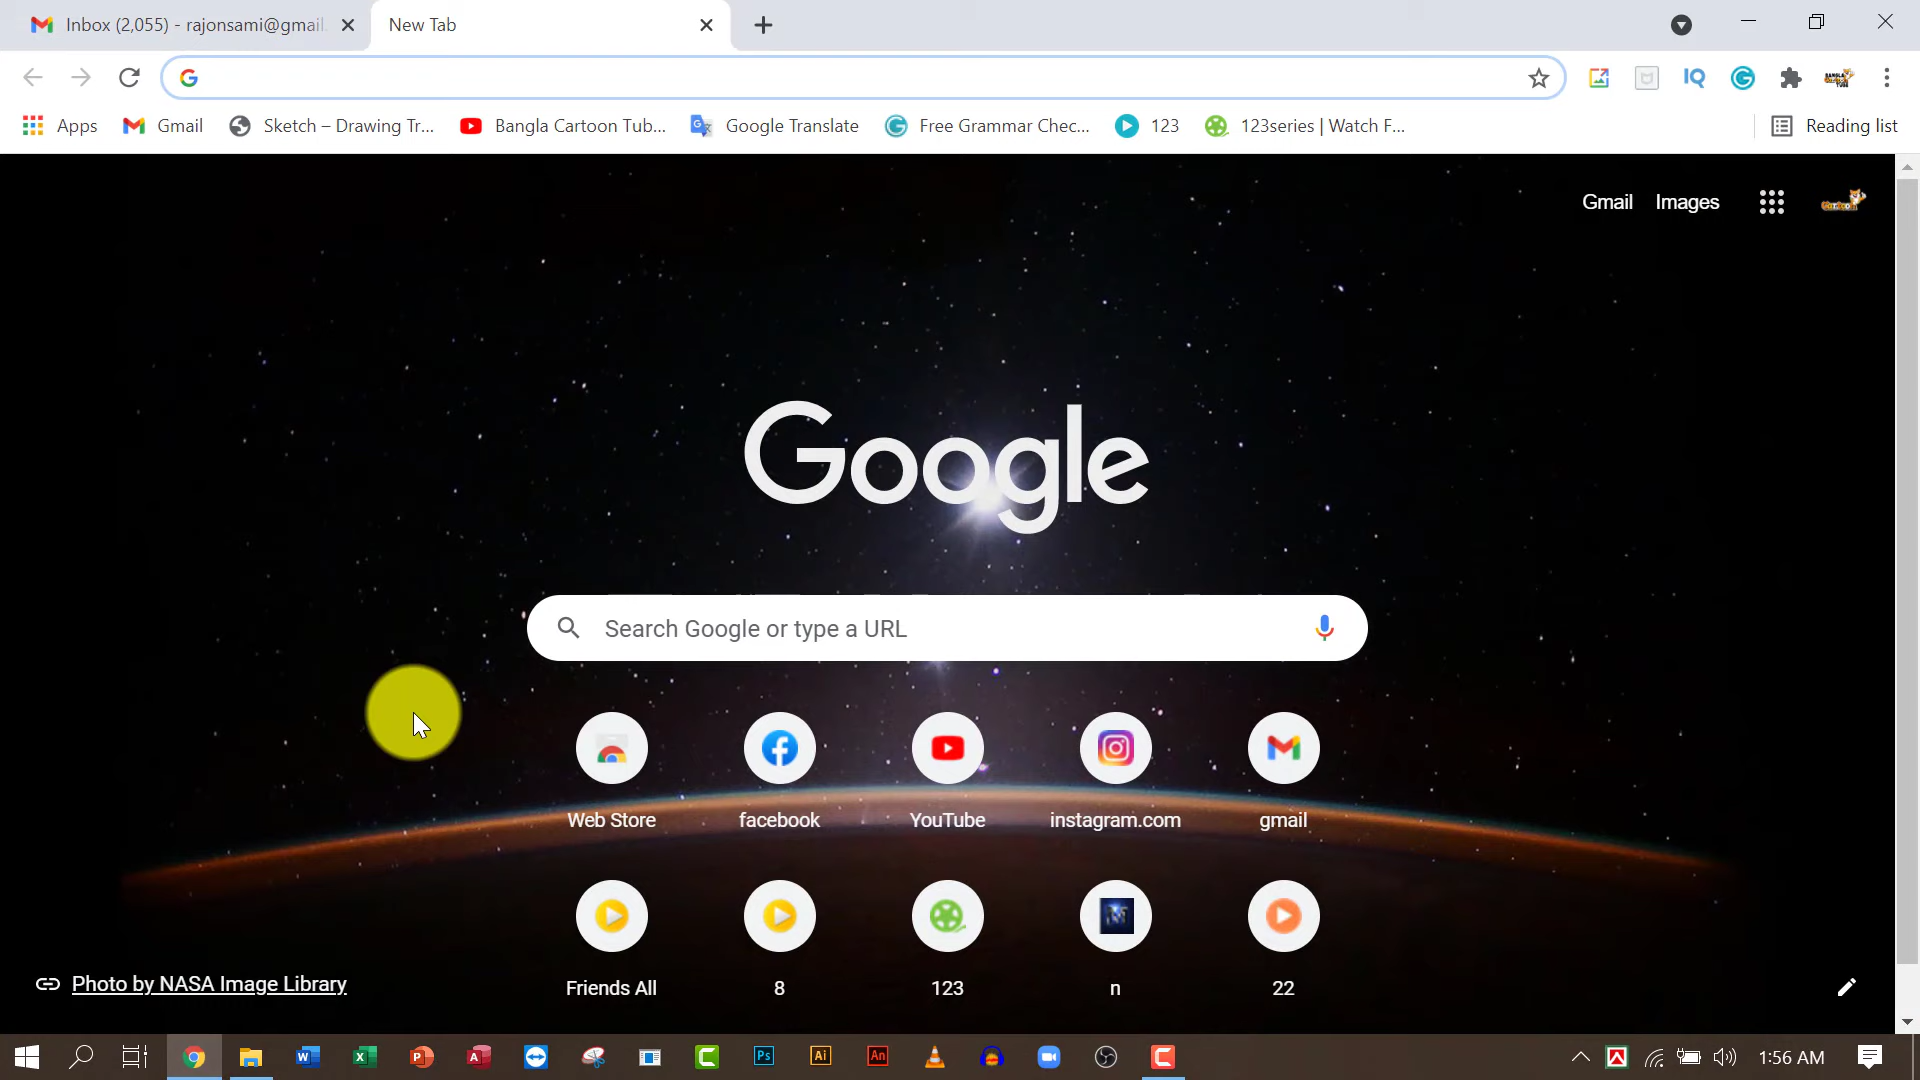 Inbox (2,055) - rajonsami@gmail.
New Tab
Apps
Gmail
Sketch – Drawing Tr...
Bangla Cartoon Tub...
Google Translate
Free Grammar Chec...
123
123series | Watch F...
Reading list
Gmail
Images
Google
Search Google or type a URL
Web Store
facebook
YouTube
instagram.com
gmail
Friends All
8
123
n
22
Photo by NASA Image Library
1:56 AM